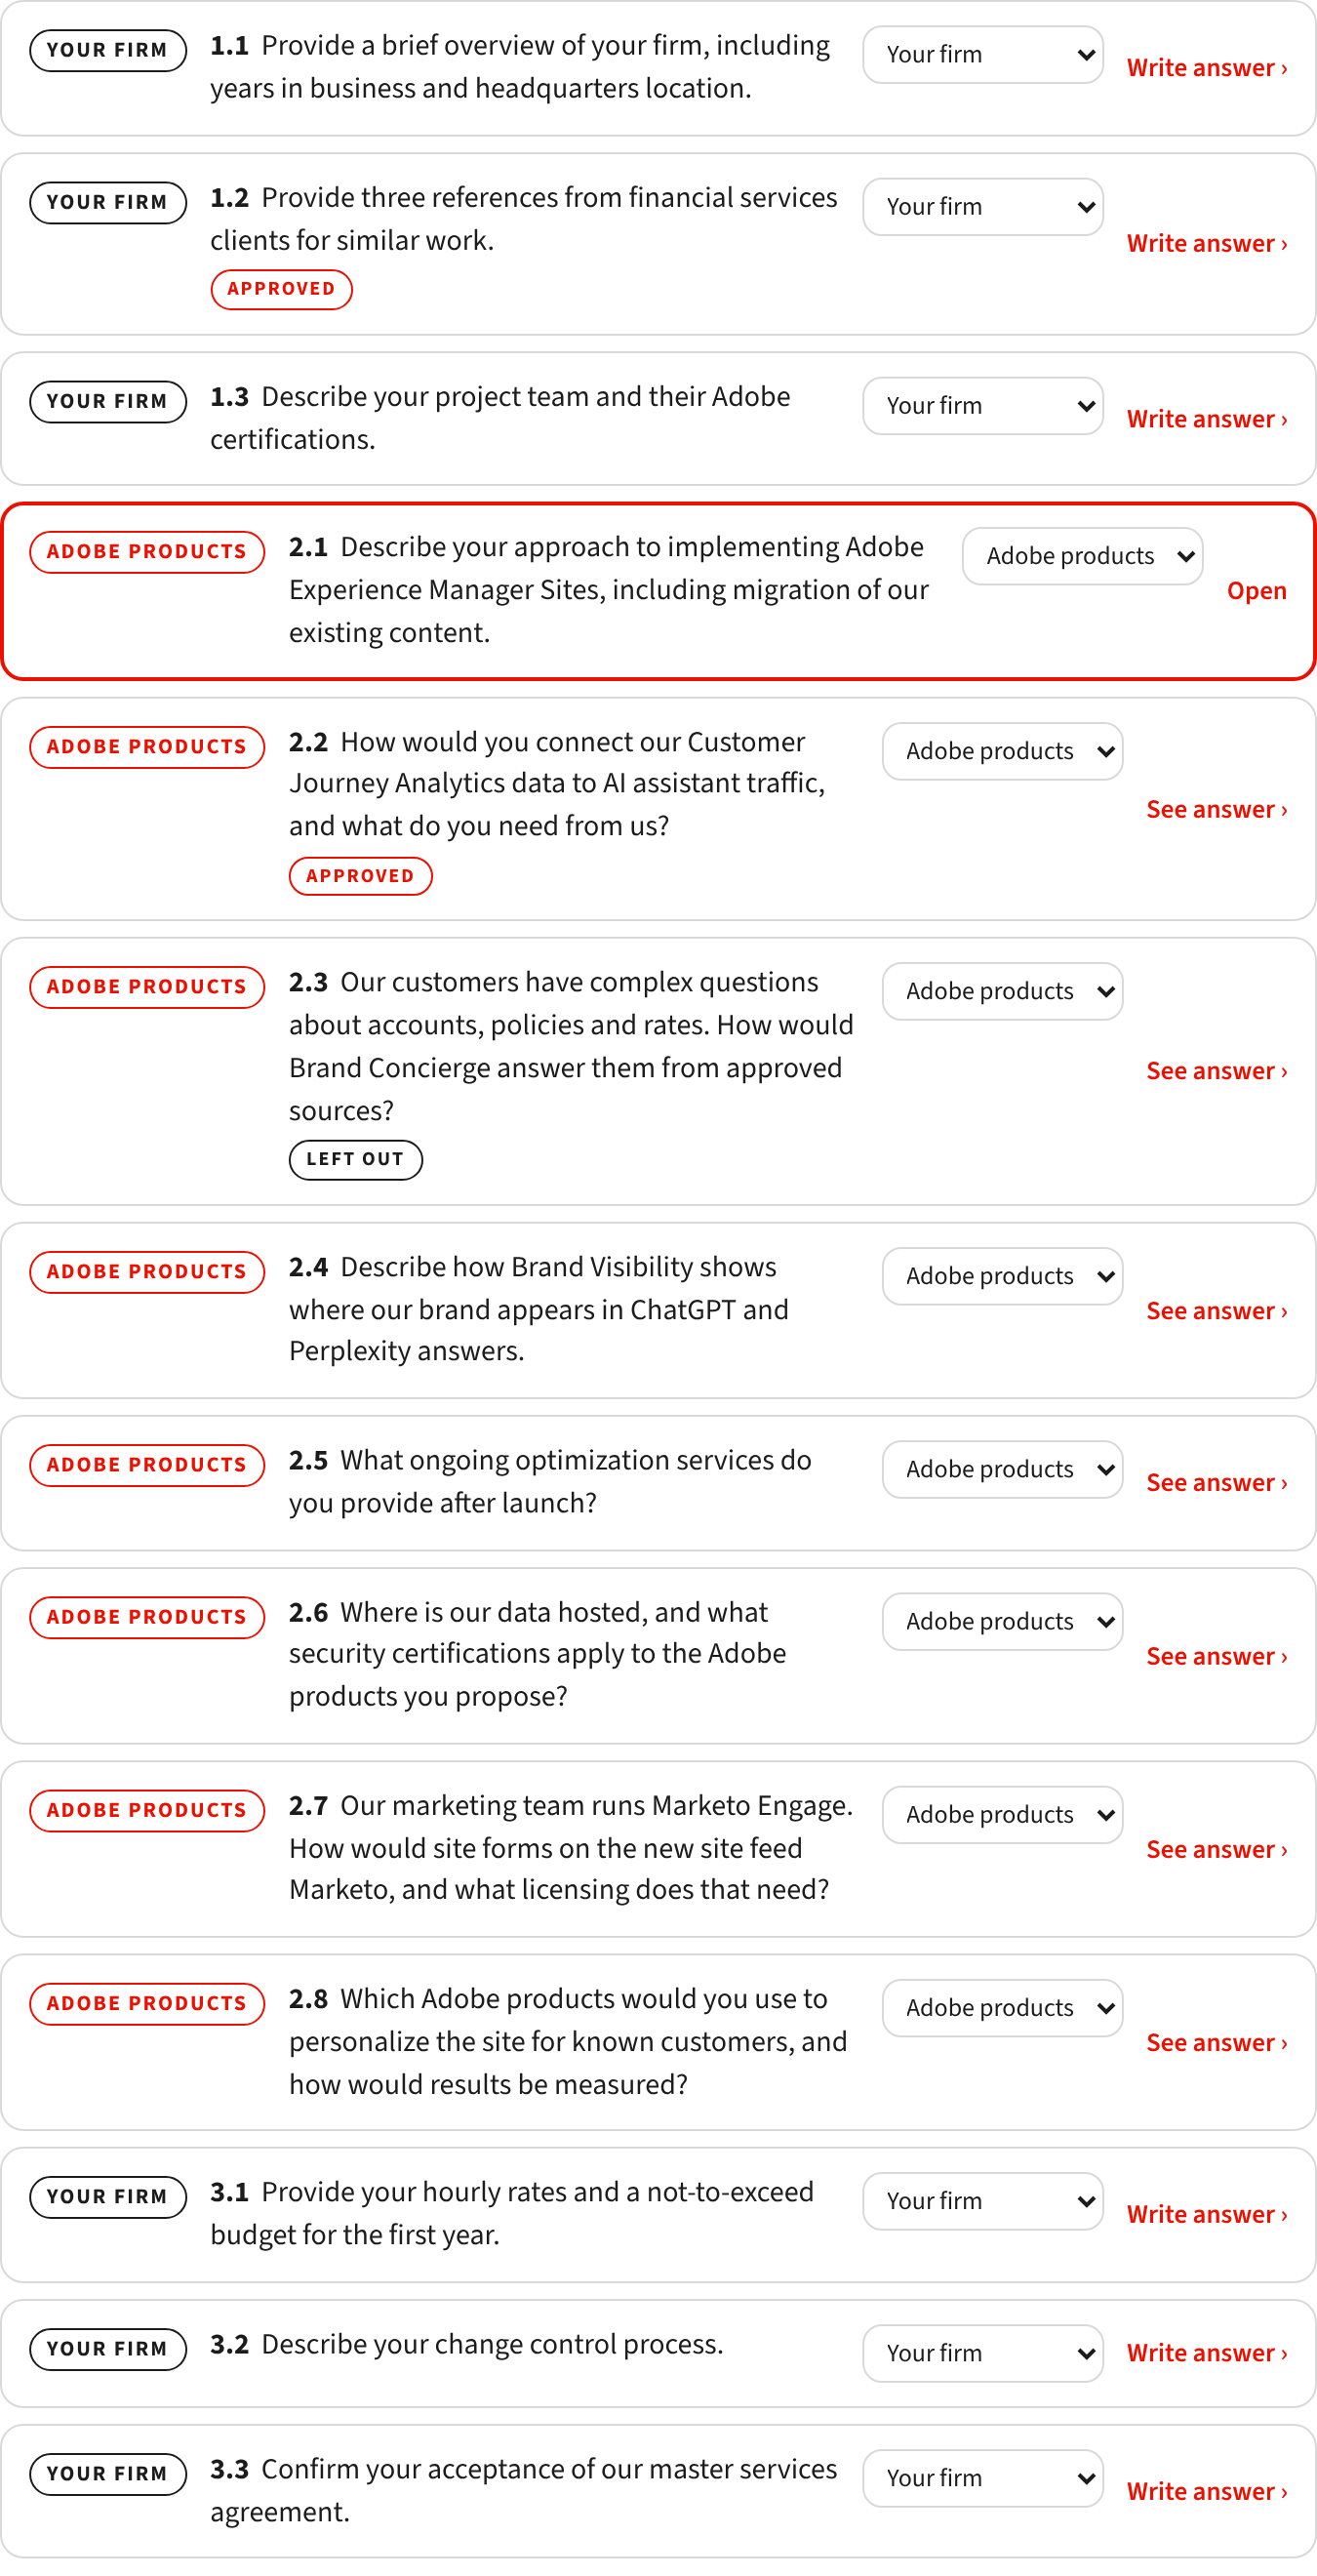 YOUR FIRM
1.1 Provide a brief overview of your firm, including
years in business and headquarters location.
Your firm
Write answer ›
YOUR FIRM
1.2 Provide three references from financial services
clients for similar work.
APPROVED
Your firm
Write answer ›
YOUR FIRM
1.3 Describe your project team and their Adobe
certifications.
Your firm
Write answer ›
ADOBE PRODUCTS
2.1 Describe your approach to implementing Adobe
Experience Manager Sites, including migration of our
existing content.
Adobe products
Open
ADOBE PRODUCTS
2.2 How would you connect our Customer
Journey Analytics data to AI assistant traffic,
and what do you need from us?
APPROVED
Adobe products
See answer ›
ADOBE PRODUCTS
2.3 Our customers have complex questions
about accounts, policies and rates. How would
Brand Concierge answer them from approved
sources?
LEFT OUT
Adobe products
See answer ›
ADOBE PRODUCTS
2.4 Describe how Brand Visibility shows
where our brand appears in ChatGPT and
Perplexity answers.
Adobe products
See answer ›
ADOBE PRODUCTS
2.5 What ongoing optimization services do
you provide after launch?
Adobe products
See answer ›
ADOBE PRODUCTS
2.6 Where is our data hosted, and what
security certifications apply to the Adobe
products you propose?
Adobe products
See answer ›
ADOBE PRODUCTS
2.7 Our marketing team runs Marketo Engage.
How would site forms on the new site feed
Marketo, and what licensing does that need?
Adobe products
See answer ›
ADOBE PRODUCTS
2.8 Which Adobe products would you use to
personalize the site for known customers, and
how would results be measured?
Adobe products
See answer ›
YOUR FIRM
3.1 Provide your hourly rates and a not-to-exceed
budget for the first year.
Your firm
Write answer ›
YOUR FIRM
3.2 Describe your change control process.
Your firm
Write answer ›
YOUR FIRM
3.3 Confirm your acceptance of our master services
agreement.
Your firm
Write answer ›